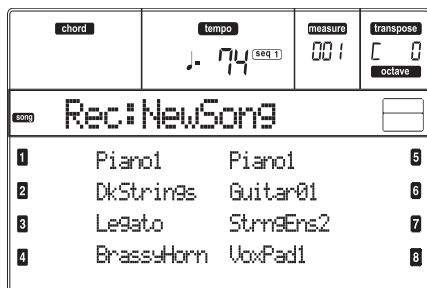 chord tempo measure transpose
♩= 74 seq 1 001 C 0
octave
song Rec:NewSong
1 Piano1 Piano1 5
2 DkStrings Guitar01 6
3 Legato StrngEns2 7
4 BrassyHorn VoxPad1 8